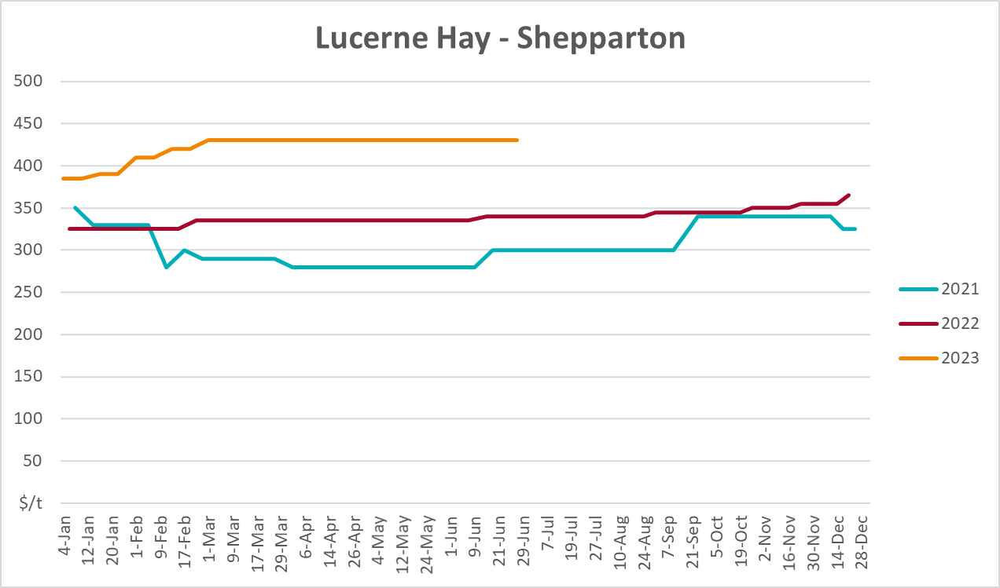 Lucerne Hay - Shepparton
500
450
400
350
300
250
200
150
100
50
$/t
4-Jan
12-Jan
20-Jan
1-Feb
9-Feb
17-Feb
1-Mar
9-Mar
17-Mar
29-Mar
6-Apr
14-Apr
26-Apr
4-May
12-May
24-May
1-Jun
9-Jun
21-Jun
29-Jun
7-Jul
19-Jul
27-Jul
10-Aug
24-Aug
7-Sep
21-Sep
5-Oct
19-Oct
2-Nov
16-Nov
30-Nov
14-Dec
28-Dec
2021
2022
2023